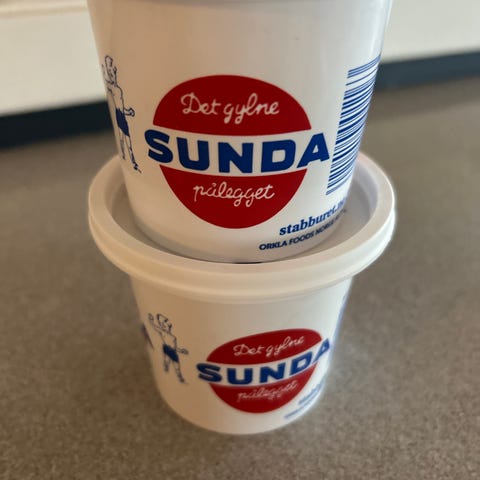 Det gylne
SUNDA
pålegget
stabburet.no
ORKLA FOODS NORGE
Det gylne
SUNDA
pålegget